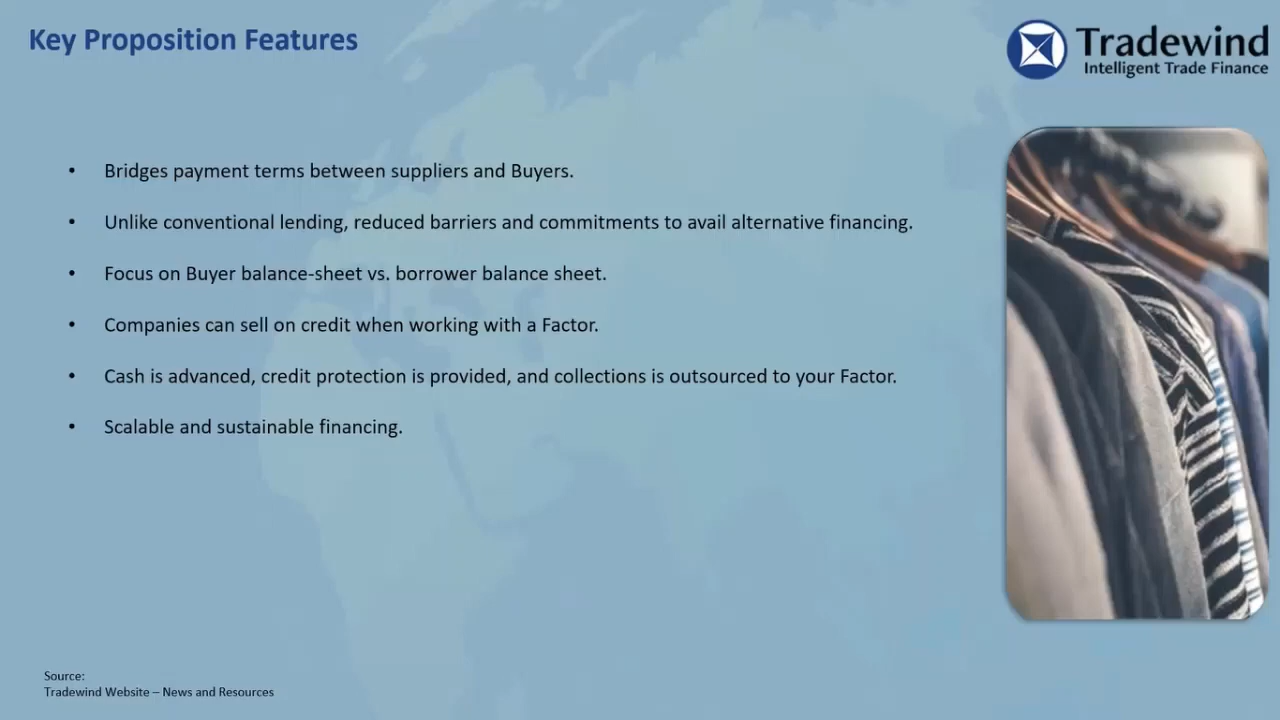 Key Proposition Features
Tradewind
Intelligent Trade Finance
• Bridges payment terms between suppliers and Buyers.
• Unlike conventional lending, reduced barriers and commitments to avail alternative financing.
• Focus on Buyer balance-sheet vs. borrower balance sheet.
• Companies can sell on credit when working with a Factor.
• Cash is advanced, credit protection is provided, and collections is outsourced to your Factor.
• Scalable and sustainable financing.
Source:
Tradewind Website – News and Resources